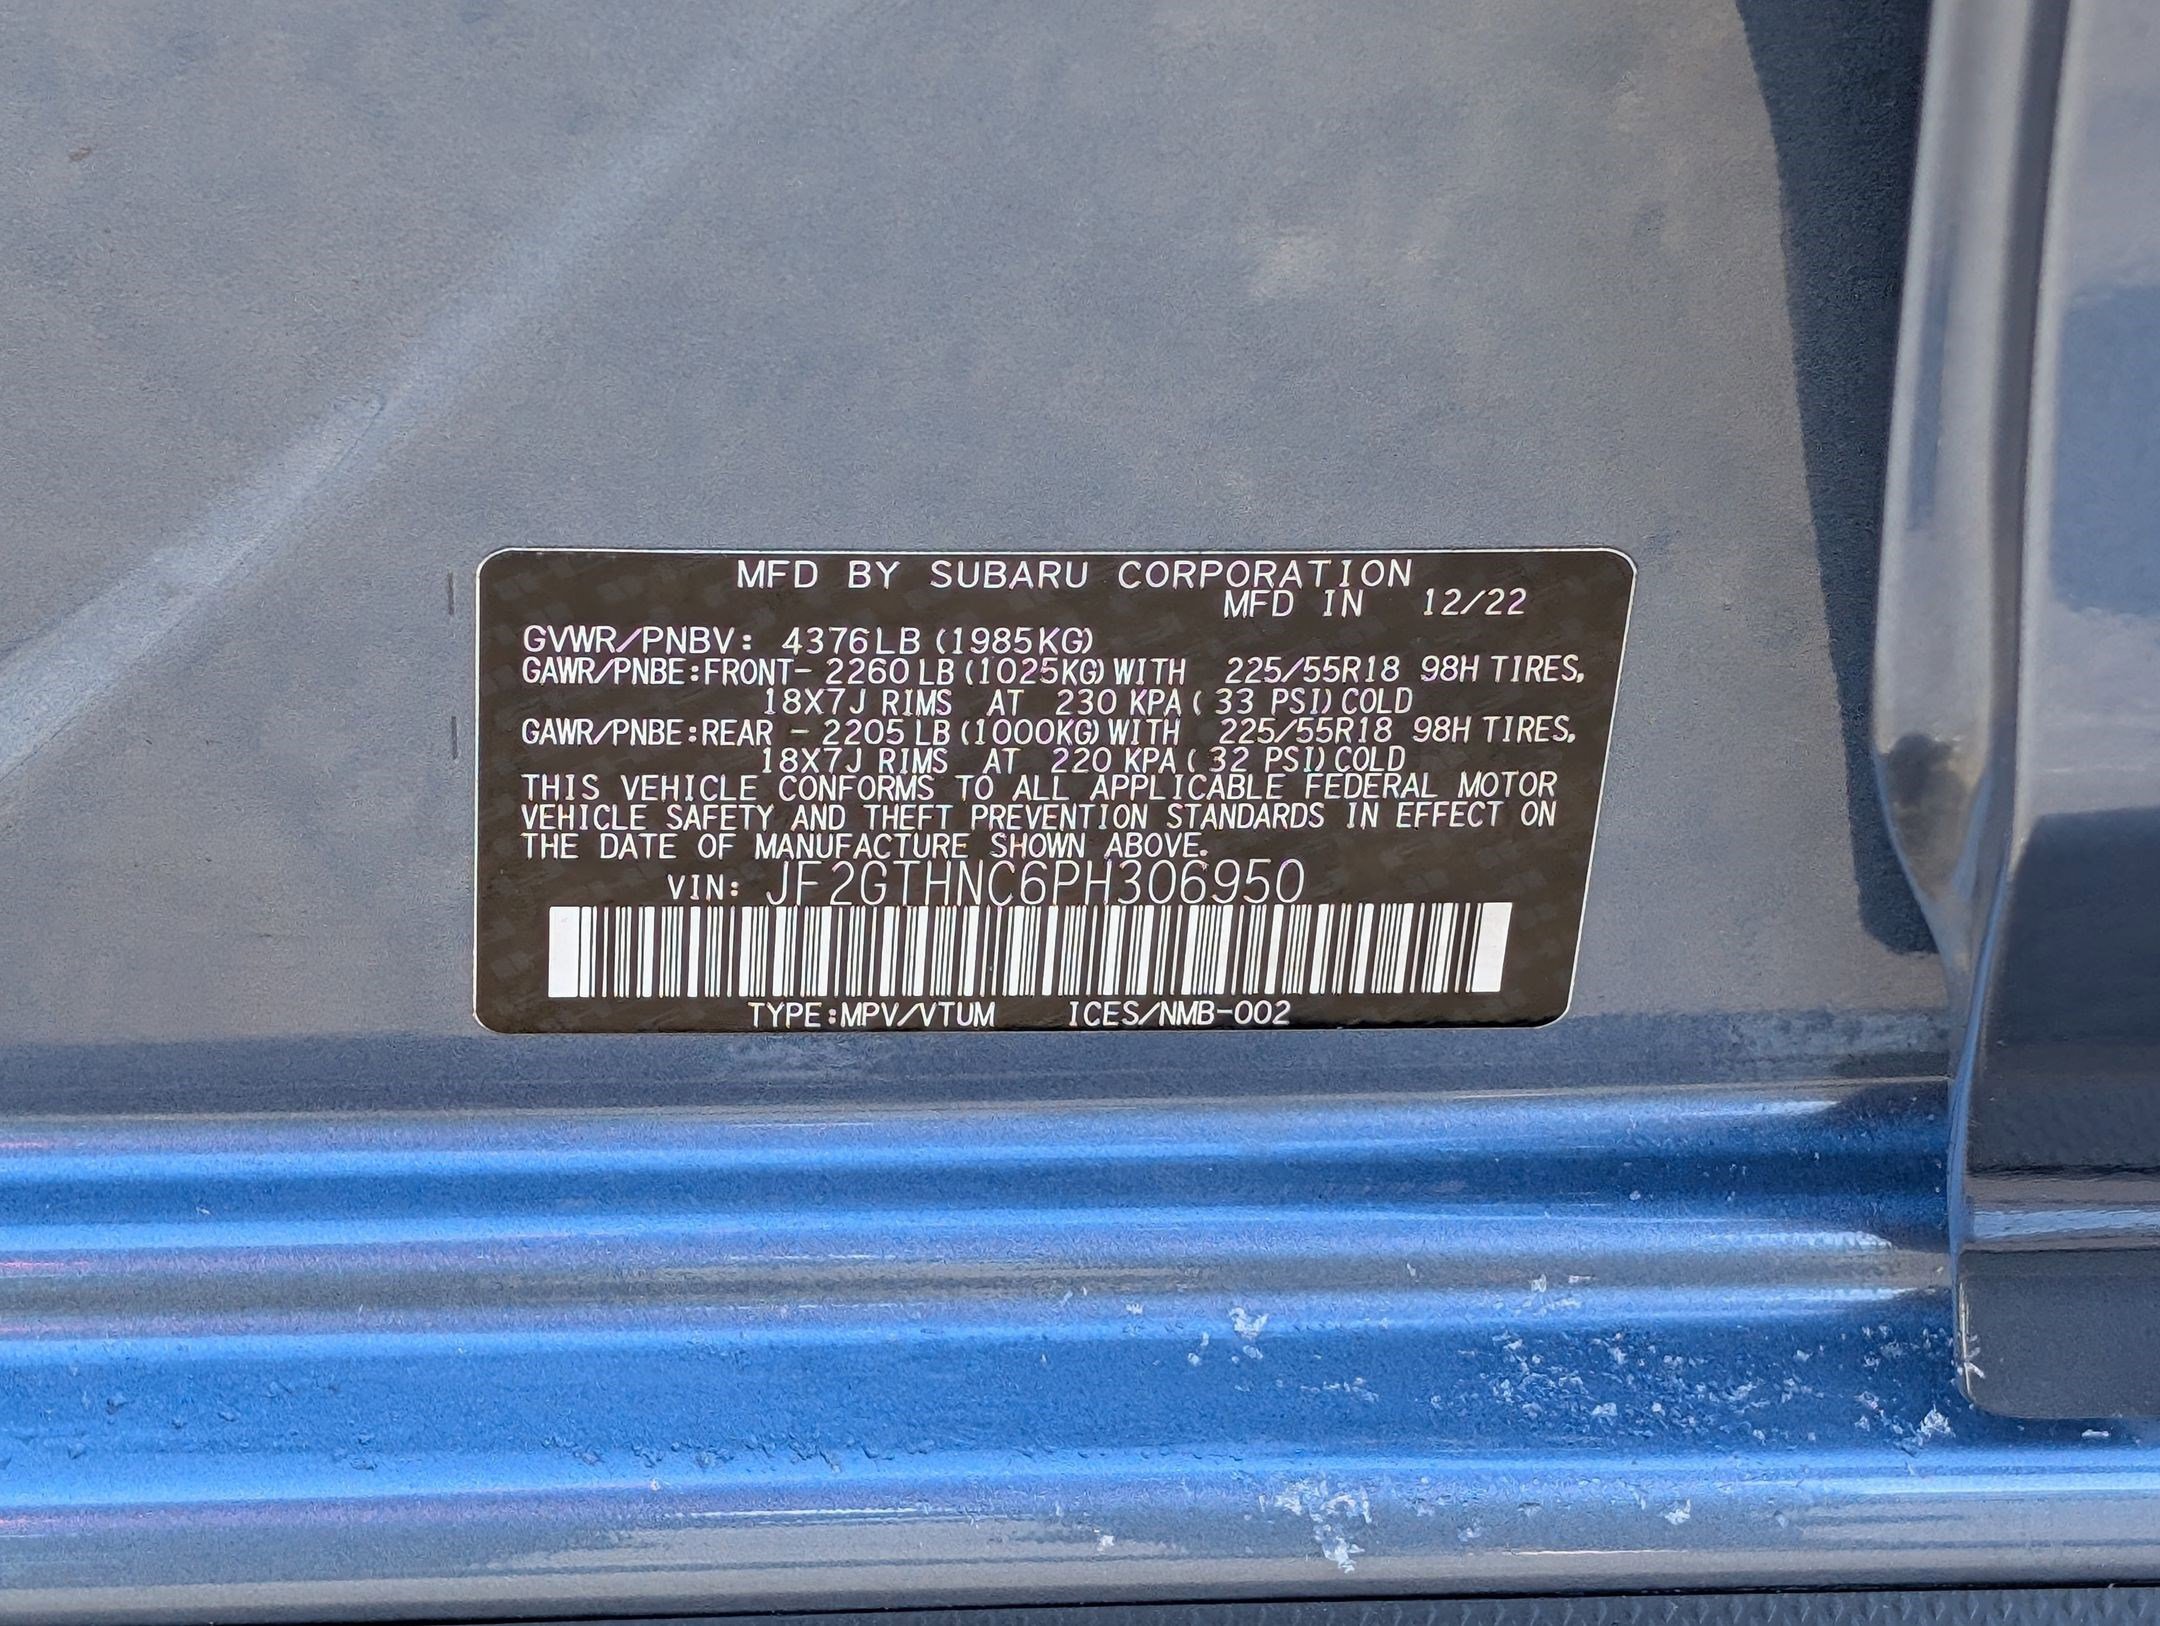 MFD BY SUBARU CORPORATION
MFD IN 12/22
GVWR/PNBV: 4376LB (1985KG)
GAWR/PNBE:FRONT- 2260 LB (1025KG) WITH 225/55R18 98H TIRES,
18X7J RIMS AT 230 KPA ( 33 PSI) COLD
GAWR/PNBE:REAR - 2205 LB (1000KG) WITH 225/55R18 98H TIRES,
18X7J RIMS AT 220 KPA ( 32 PSI) COLD
THIS VEHICLE CONFORMS TO ALL APPLICABLE FEDERAL MOTOR
VEHICLE SAFETY AND THEFT PREVENTION STANDARDS IN EFFECT ON
THE DATE OF MANUFACTURE SHOWN ABOVE.
VIN: JF2GTHNC6PH306950
TYPE:MPV/VTUM ICES/NMB-002